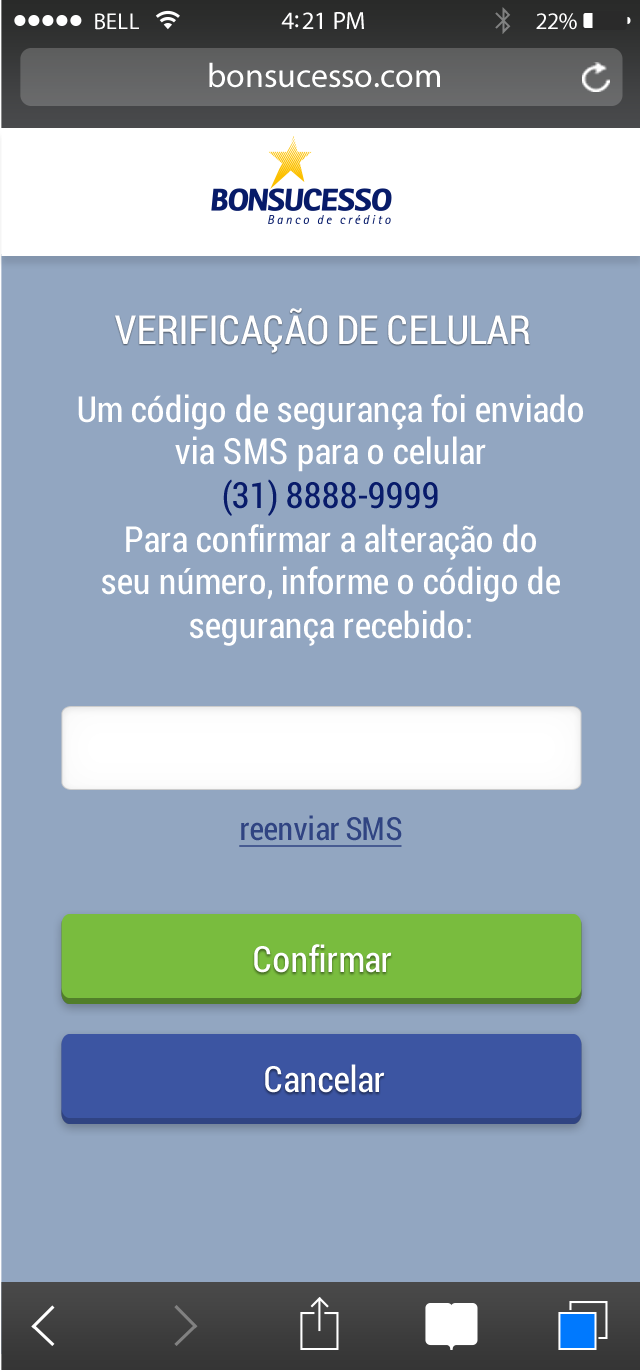 BELL 4:21 PM 22%
bonsucesso.com
BONSUCESSO
Banco de crédito
VERIFICAÇÃO DE CELULAR
Um código de segurança foi enviado
via SMS para o celular
(31) 8888-9999
Para confirmar a alteração do
seu número, informe o código de
segurança recebido:
reenviar SMS
Confirmar
Cancelar